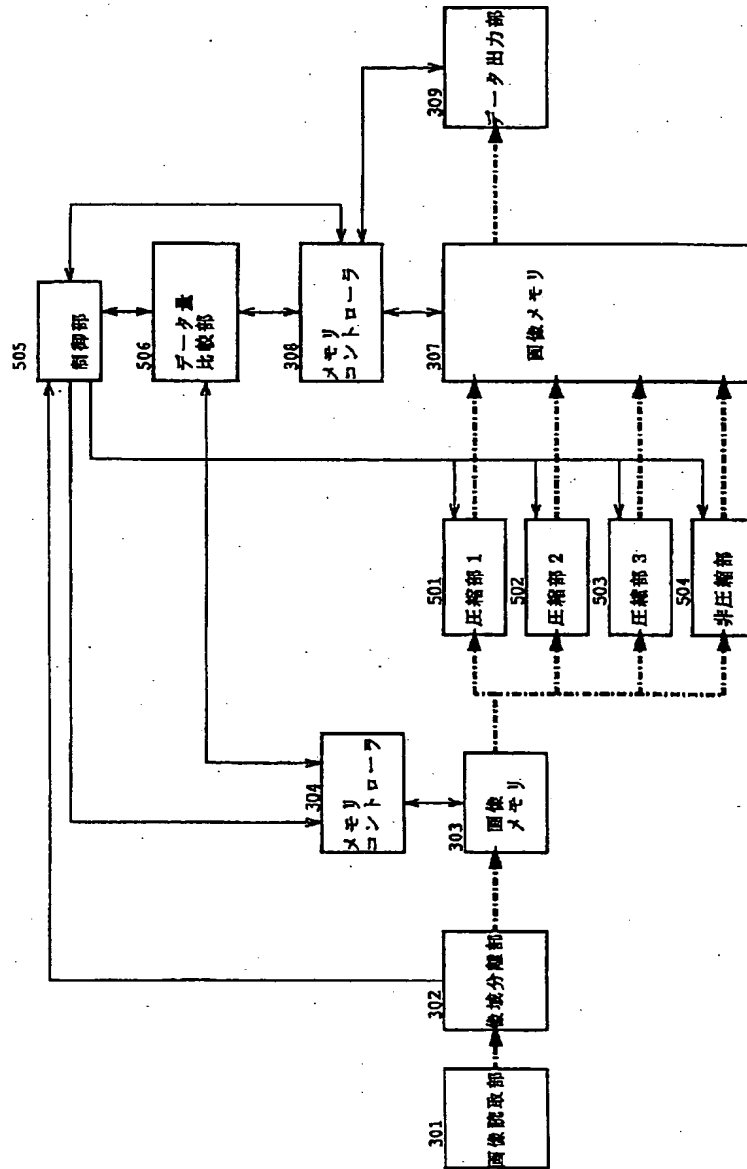 301
画像読取部
302
像域分離部
303
画像
メモリ
304
メモリ
コントローラ
501
圧縮部1
502
圧縮部2
503
圧縮部3
504
非圧縮部
505
制御部
506
データ量
比較部
308
メモリ
コントローラ
307
画像メモリ
309
データ出力部